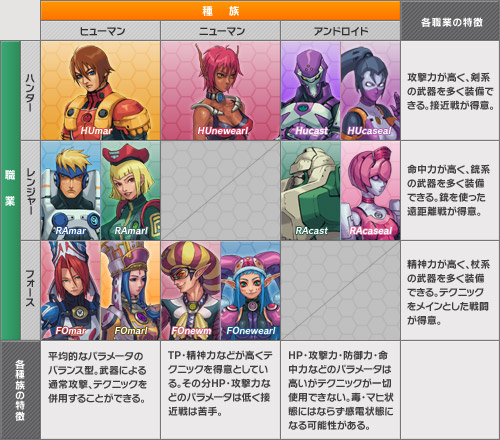 種 族
各職業の特徴
ヒューマン
ニューマン
アンドロイド
職 業
ハンター
HUmar
HUnewearl
HUcast
HUcaseal
攻撃力が高く、剣系
の武器を多く装備で
きる。接近戦が得意。
レンジャー
RAmar
RAmarl
RAcast
RAcaseal
命中力が高く、銃系
の武器を多く装備
できる。銃を使った
遠距離戦が得意。
フォース
FOmar
FOmarl
FOnewm
FOnewearl
精神力が高く、杖系
の武器を多く装備
できる。テクニック
をメインとした戦闘
が得意。
各種族の特徴
平均的なパラメータの
バランス型。武器による
通常攻撃、テクニックを
併用することができる。
TP・精神力などが高くテク
ニックを得意としている。
その分HP・攻撃力な
どのパラメータは低く接
近戦は苦手。
HP・攻撃力・防御力・命
中力などのパラメータは
高いがテクニックが一切
使用できない。毒・マヒ状
態にはならず感電状態に
なる可能性がある。